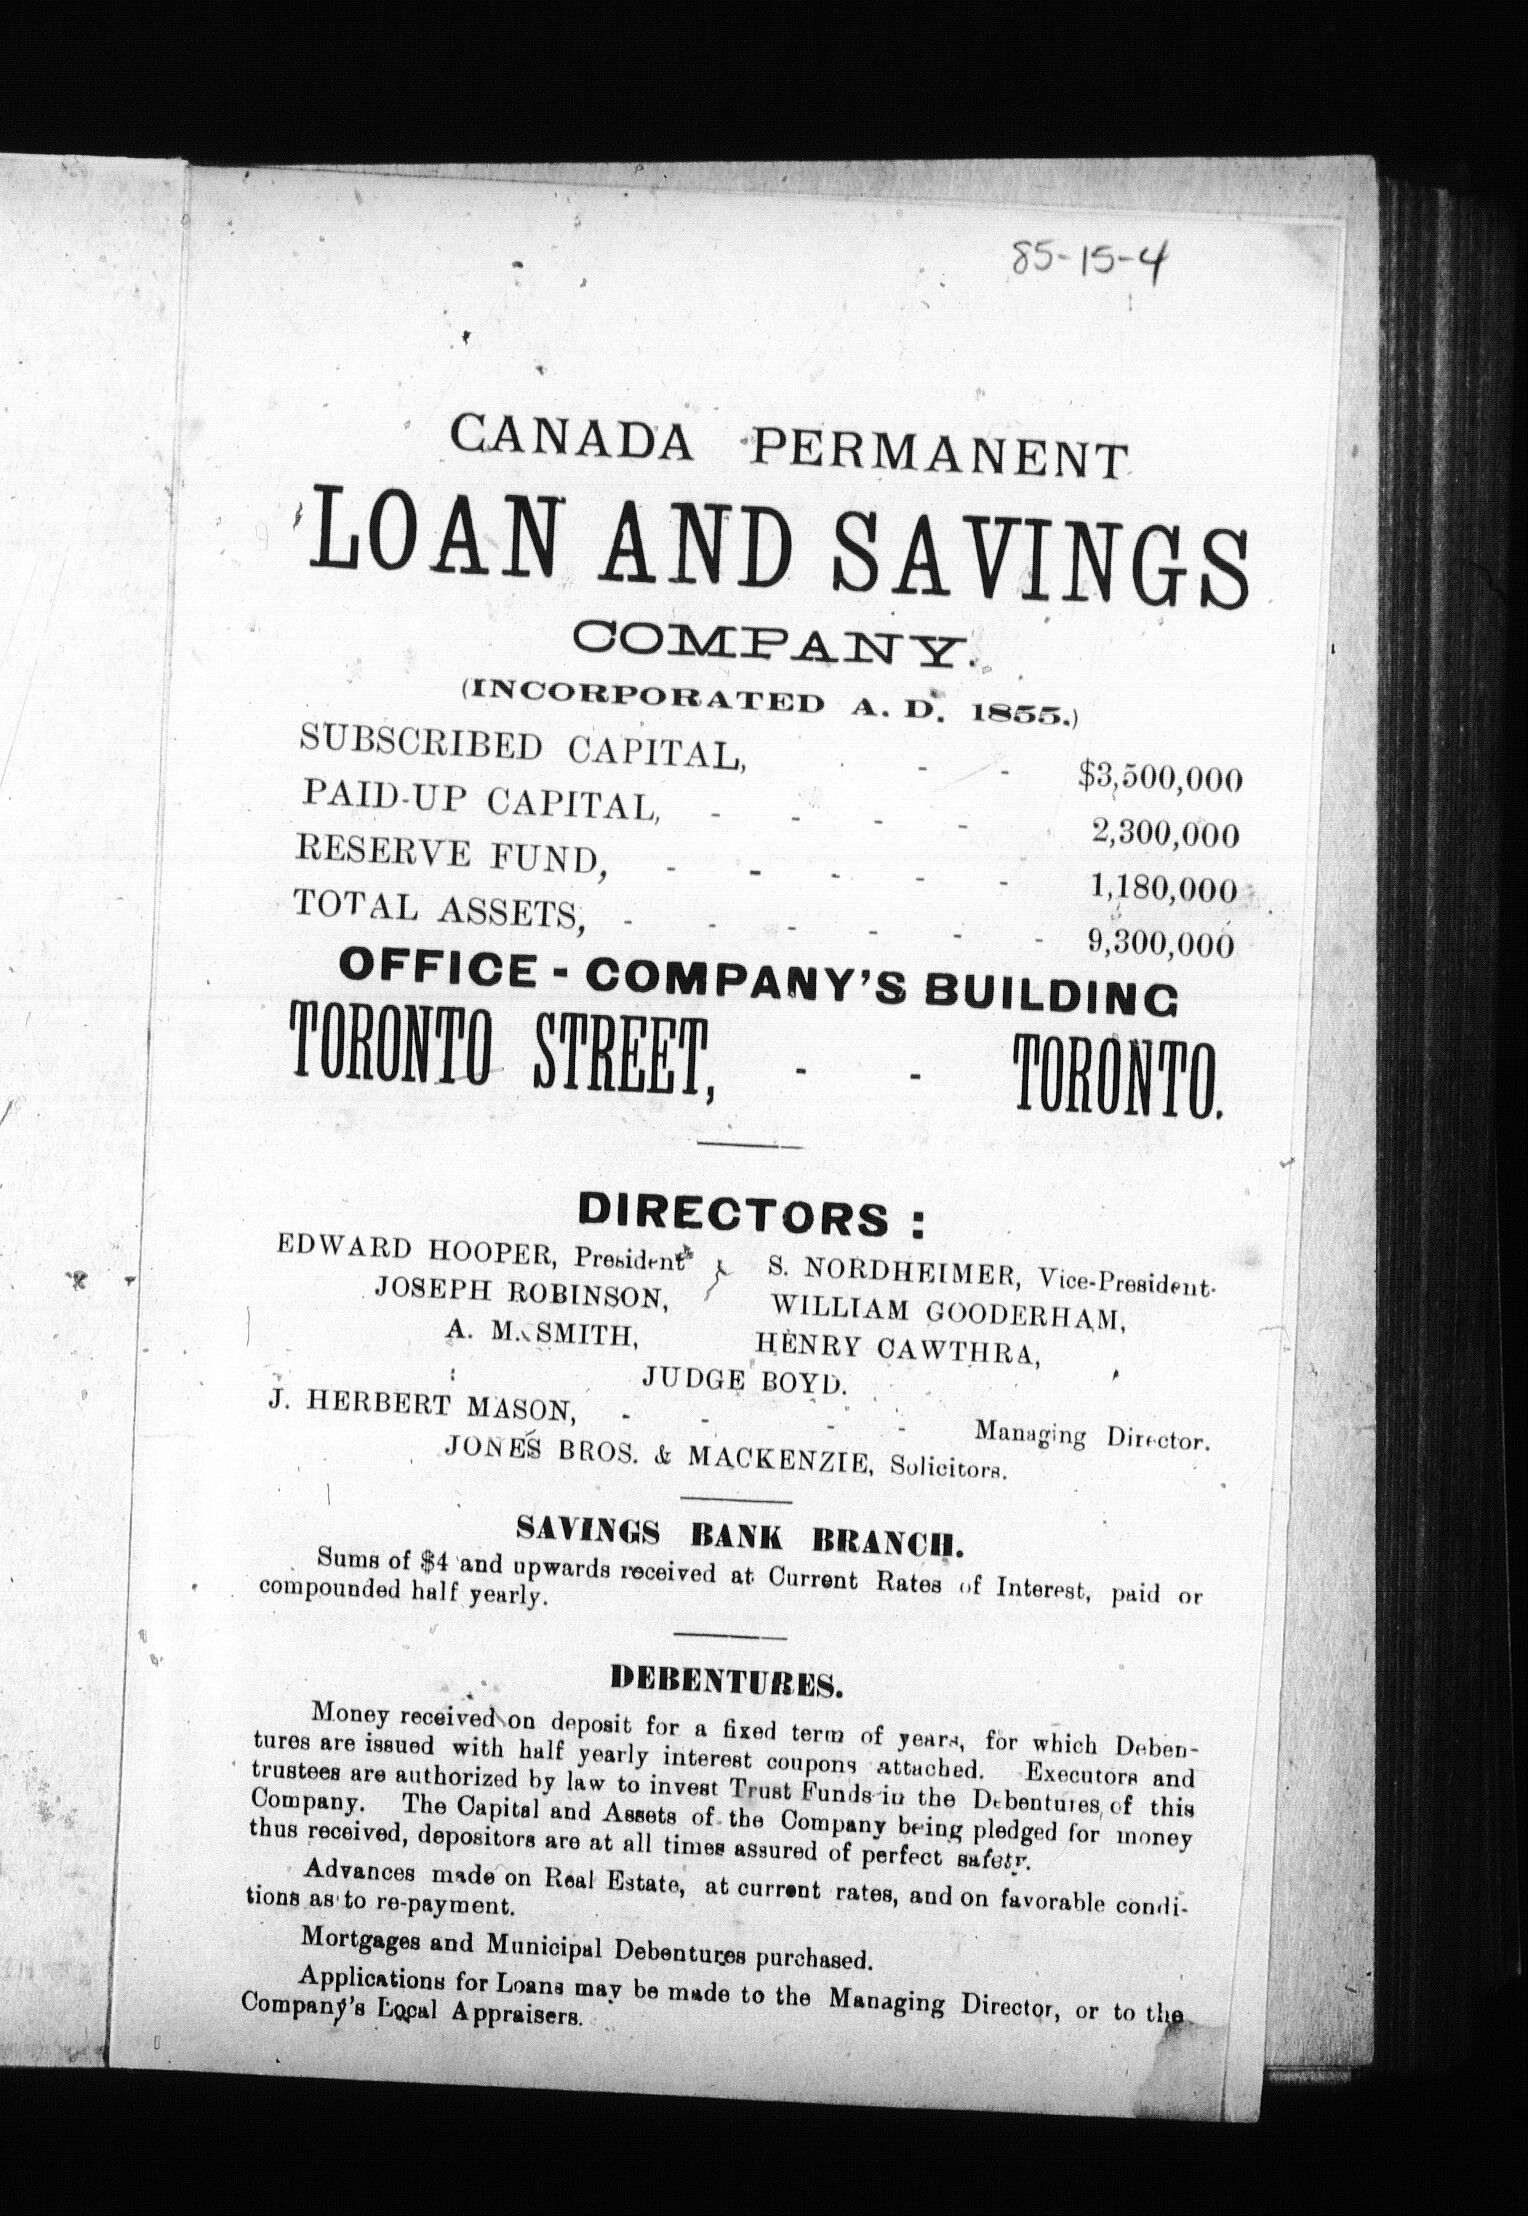 85-15-4
CANADA PERMANENT
LOAN AND SAVINGS
COMPANY.
(INCORPORATED A. D. 1855.)
SUBSCRIBED CAPITAL, - - $3,500,000
PAID-UP CAPITAL, - - - - 2,300,000
RESERVE FUND, - - - - - 1,180,000
TOTAL ASSETS, - - - - - - 9,300,000
OFFICE - COMPANY'S BUILDING
TORONTO STREET, - - TORONTO.
DIRECTORS :
EDWARD HOOPER, President S. NORDHEIMER, Vice-President.
JOSEPH ROBINSON, WILLIAM GOODERHAM,
A. M. SMITH, HENRY CAWTHRA,
JUDGE BOYD.
J. HERBERT MASON, - - - - Managing Director.
JONES BROS. & MACKENZIE, Solicitors.
SAVINGS BANK BRANCH.
Sums of $4 and upwards received at Current Rates of Interest, paid or
compounded half yearly.
DEBENTURES.
Money received on deposit for a fixed term of years, for which Deben-
tures are issued with half yearly interest coupons attached. Executors and
trustees are authorized by law to invest Trust Funds in the Debentures of this
Company. The Capital and Assets of the Company being pledged for money
thus received, depositors are at all times assured of perfect safety.
Advances made on Real Estate, at current rates, and on favorable condi-
tions as to re-payment.
Mortgages and Municipal Debentures purchased.
Applications for Loans may be made to the Managing Director, or to the
Company's Local Appraisers.